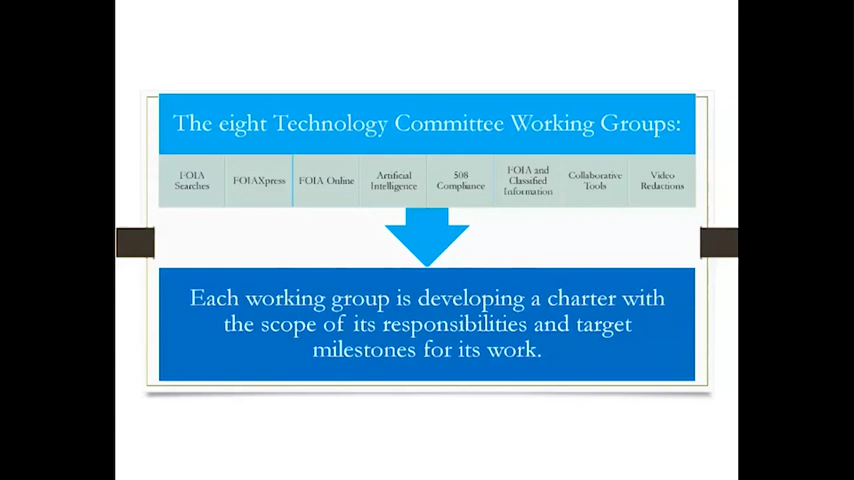 The eight Technology Committee Working Groups:
FOIA
Searches
FOIAXpress
FOIA Online
Artificial
Intelligence
508
Compliance
FOIA and
Classified
Information
Collaborative
Tools
Video
Redactions
Each working group is developing a charter with
the scope of its responsibilities and target
milestones for its work.